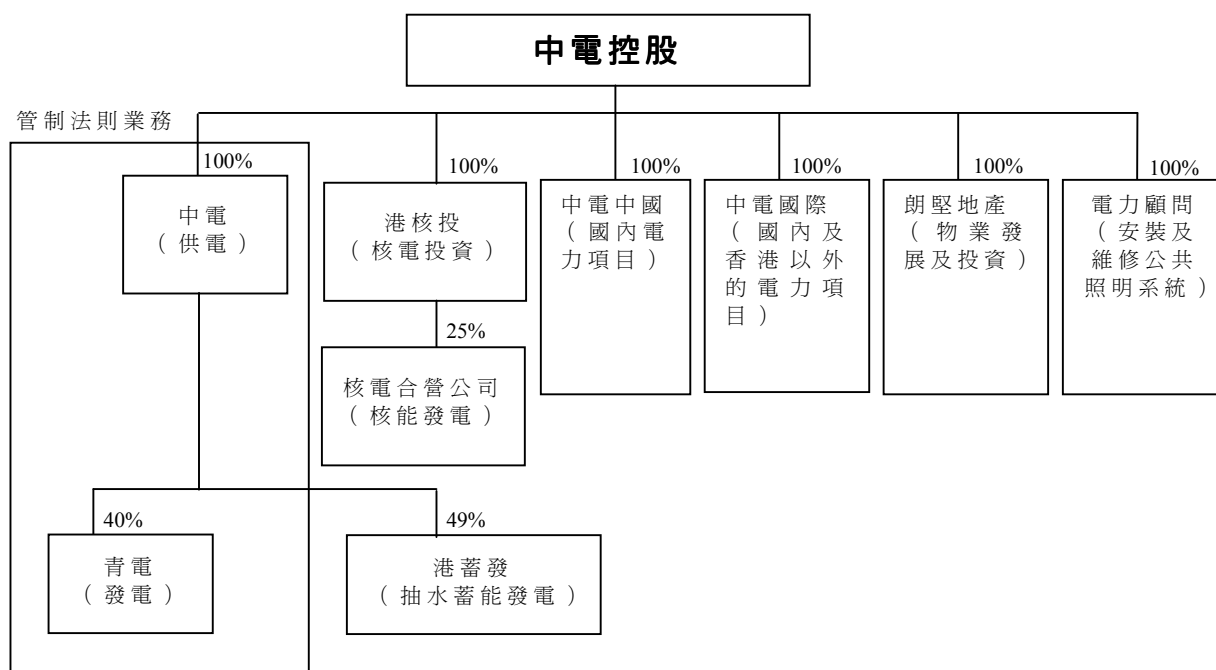 中電控股
管制法則業務
100%
中電
（供電）
100%
港核投
（核電投資）
100%
中電中國
（國內電
力項目）
100%
中電國際
（國內及
香港以外
的電力項
目）
100%
朗堅地產
（物業發
展及投資）
100%
電力顧問
（安裝及
維修公共
照明系統）
25%
核電合營公司
（核能發電）
40%
青電
（發電）
49%
港蓄發
（抽水蓄能發電）